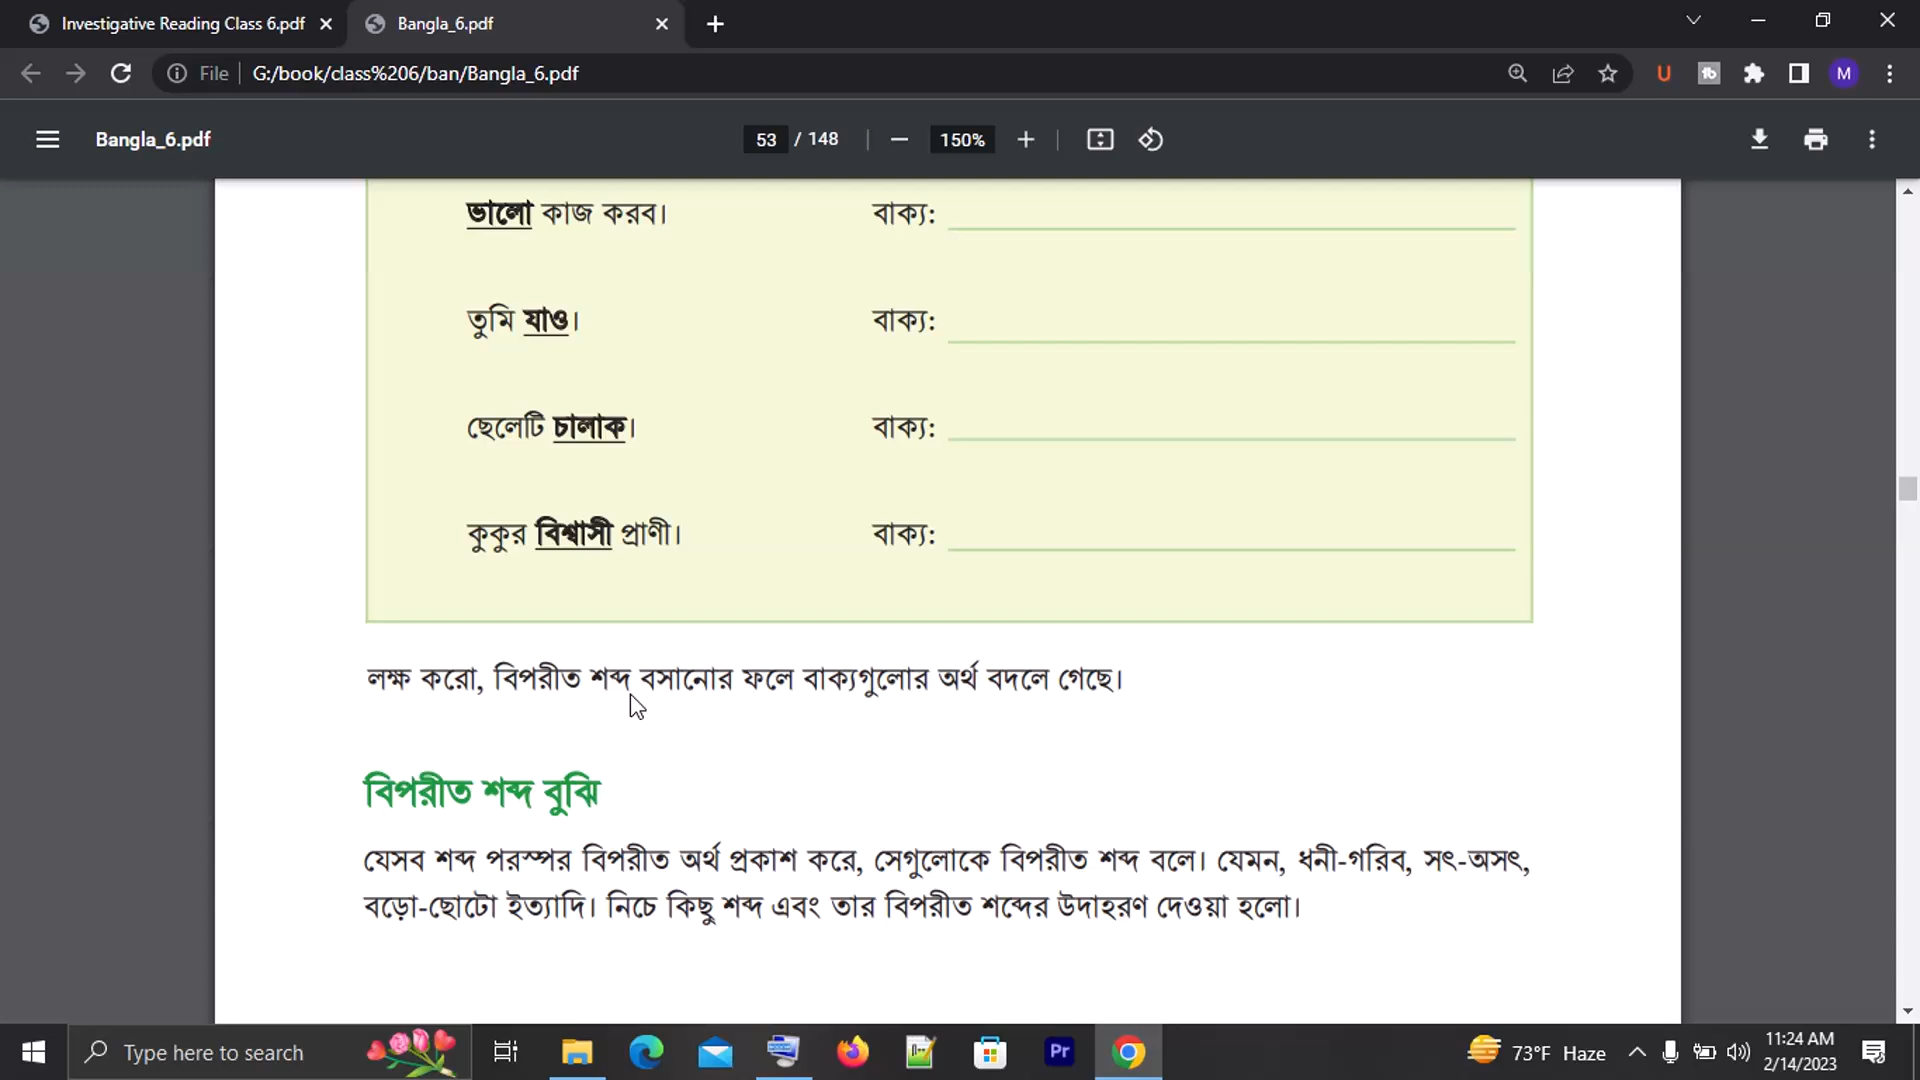 Investigative Reading Class 6.pdf
Bangla_6.pdf
File
G:/book/class%206/ban/Bangla_6.pdf
U
tb
M
Bangla_6.pdf
53 / 148
150%
ভালো কাজ করব।
বাক্য:
তুমি যাও।
বাক্য:
ছেলেটি চালাক।
বাক্য:
কুকুর বিশ্বাসী প্রাণী।
বাক্য:
লক্ষ করো, বিপরীত শব্দ বসানোর ফলে বাক্যগুলোর অর্থ বদলে গেছে।
বিপরীত শব্দ বুঝি
যেসব শব্দ পরস্পর বিপরীত অর্থ প্রকাশ করে, সেগুলোকে বিপরীত শব্দ বলে। যেমন, ধনী-গরিব, সৎ-অসৎ,
বড়ো-ছোটো ইত্যাদি। নিচে কিছু শব্দ এবং তার বিপরীত শব্দের উদাহরণ দেওয়া হলো।
Type here to search
Pr
73°F Haze
11:24 AM
2/14/2023